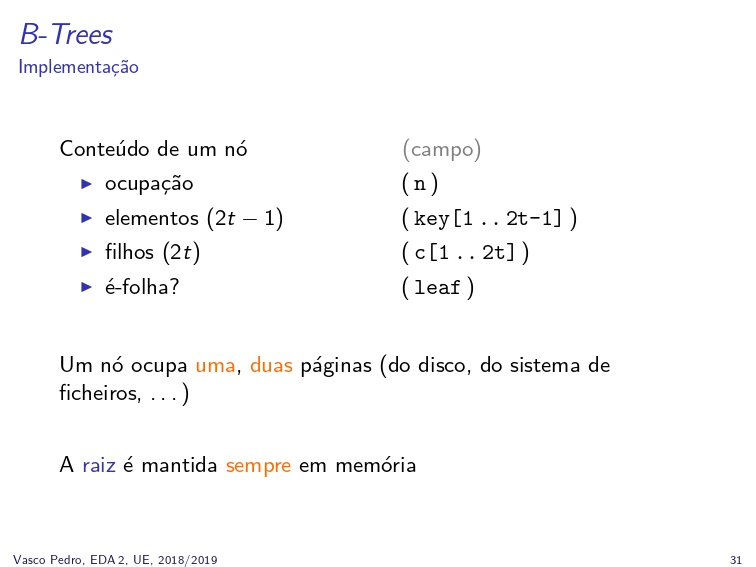 B-Trees
Implementação
Conteúdo de um nó (campo)
▶ ocupação (n)
▶ elementos (2t − 1) (key[1..2t-1])
▶ filhos (2t) (c[1..2t])
▶ é-folha? (leaf)
Um nó ocupa uma, duas páginas (do disco, do sistema de
ficheiros, ...)
A raiz é mantida sempre em memória
Vasco Pedro, EDA 2, UE, 2018/2019 31